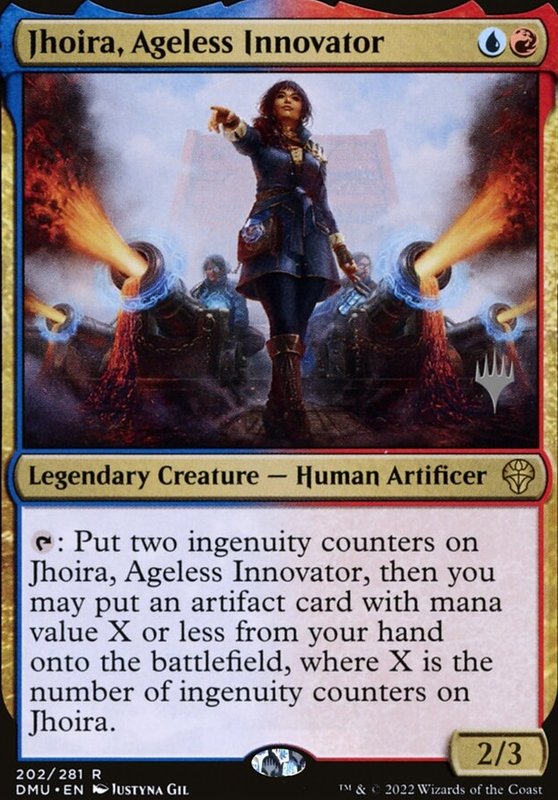 Jhoira, Ageless Innovator
Legendary Creature — Human Artificer
: Put two ingenuity counters on
Jhoira, Ageless Innovator, then you
may put an artifact card with mana
value X or less from your hand
onto the battlefield, where X is the
number of ingenuity counters on
Jhoira.
2/3
202/281 R
DMU • EN Justyna Gil
™ & © 2022 Wizards of the Coast